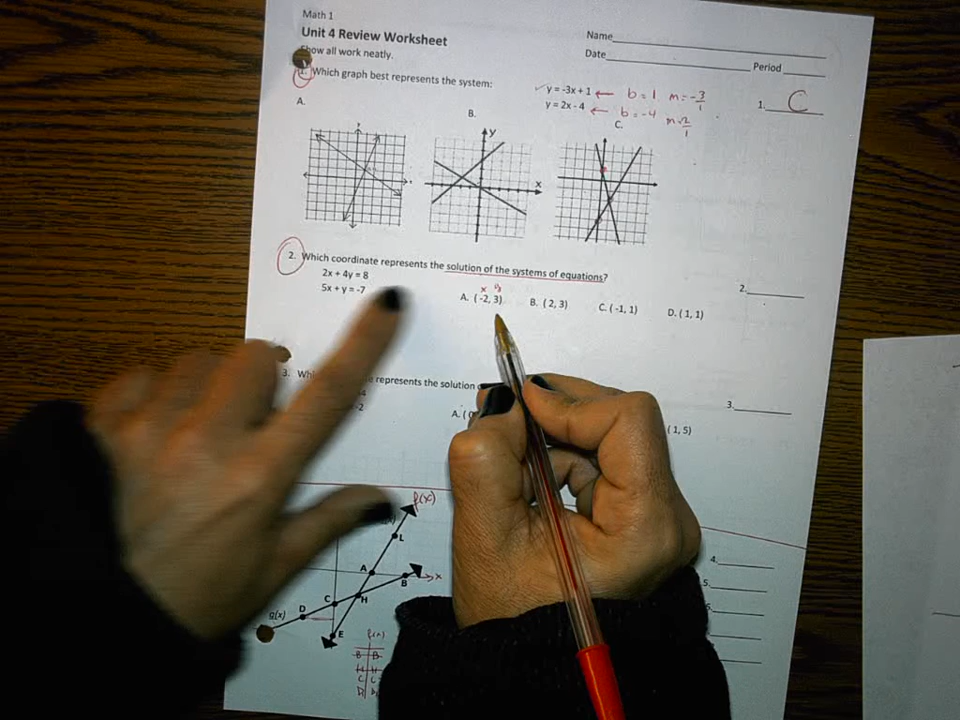 Math 1
Unit 4 Review Worksheet
Show all work neatly.
Name
Date
Period
1. Which graph best represents the system:
y = -3x + 1 ← b = 1 m = -3/1
y = 2x - 4 ← b = -4 m = 2/1
1. C
A.
B.
C.
y
x
2. Which coordinate represents the solution of the systems of equations?
2x + 4y = 8
5x + y = -7
x y
A. (-2, 3)
B. (2, 3)
C. (-1, 1)
D. (1, 1)
2.
3.
represents the solution
A. (
(1, 5)
3.
f(x)
L
A
B
x
C
H
D
g(x)
E
f(x)
B B
H H
C C
D D
4.
5.